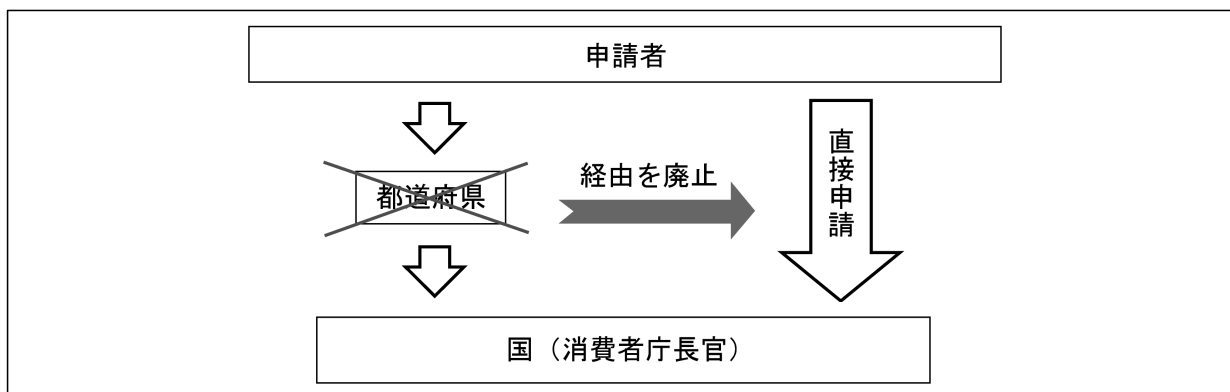 申請者
都道府県
経由を廃止
直接申請
国（消費者庁長官）